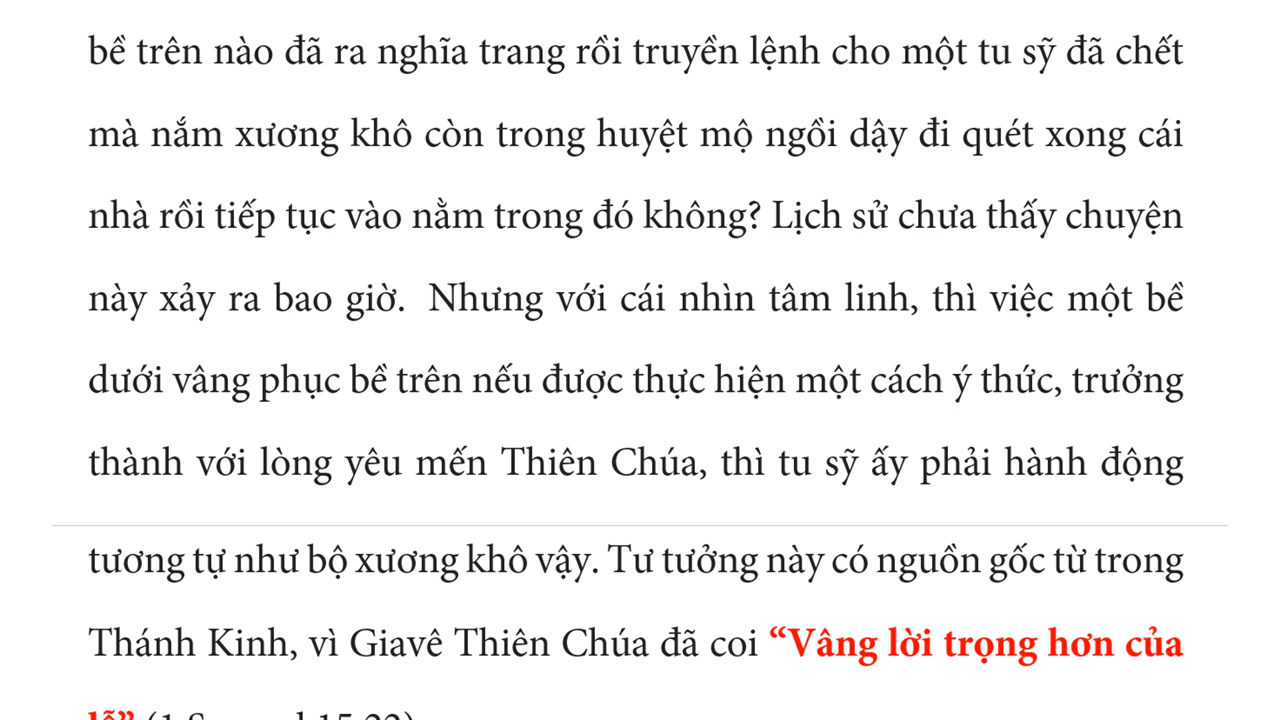 bề trên nào đã ra nghĩa trang rồi truyền lệnh cho một tu sỹ đã chết
mà nắm xương khô còn trong huyệt mộ ngồi dậy đi quét xong cái
nhà rồi tiếp tục vào nằm trong đó không? Lịch sử chưa thấy chuyện
này xảy ra bao giờ. Nhưng với cái nhìn tâm linh, thì việc một bề
dưới vâng phục bề trên nếu được thực hiện một cách ý thức, trưởng
thành với lòng yêu mến Thiên Chúa, thì tu sỹ ấy phải hành động
tương tự như bộ xương khô vậy. Tư tưởng này có nguồn gốc từ trong
Thánh Kinh, vì Giavê Thiên Chúa đã coi “Vâng lời trọng hơn của
lễ”